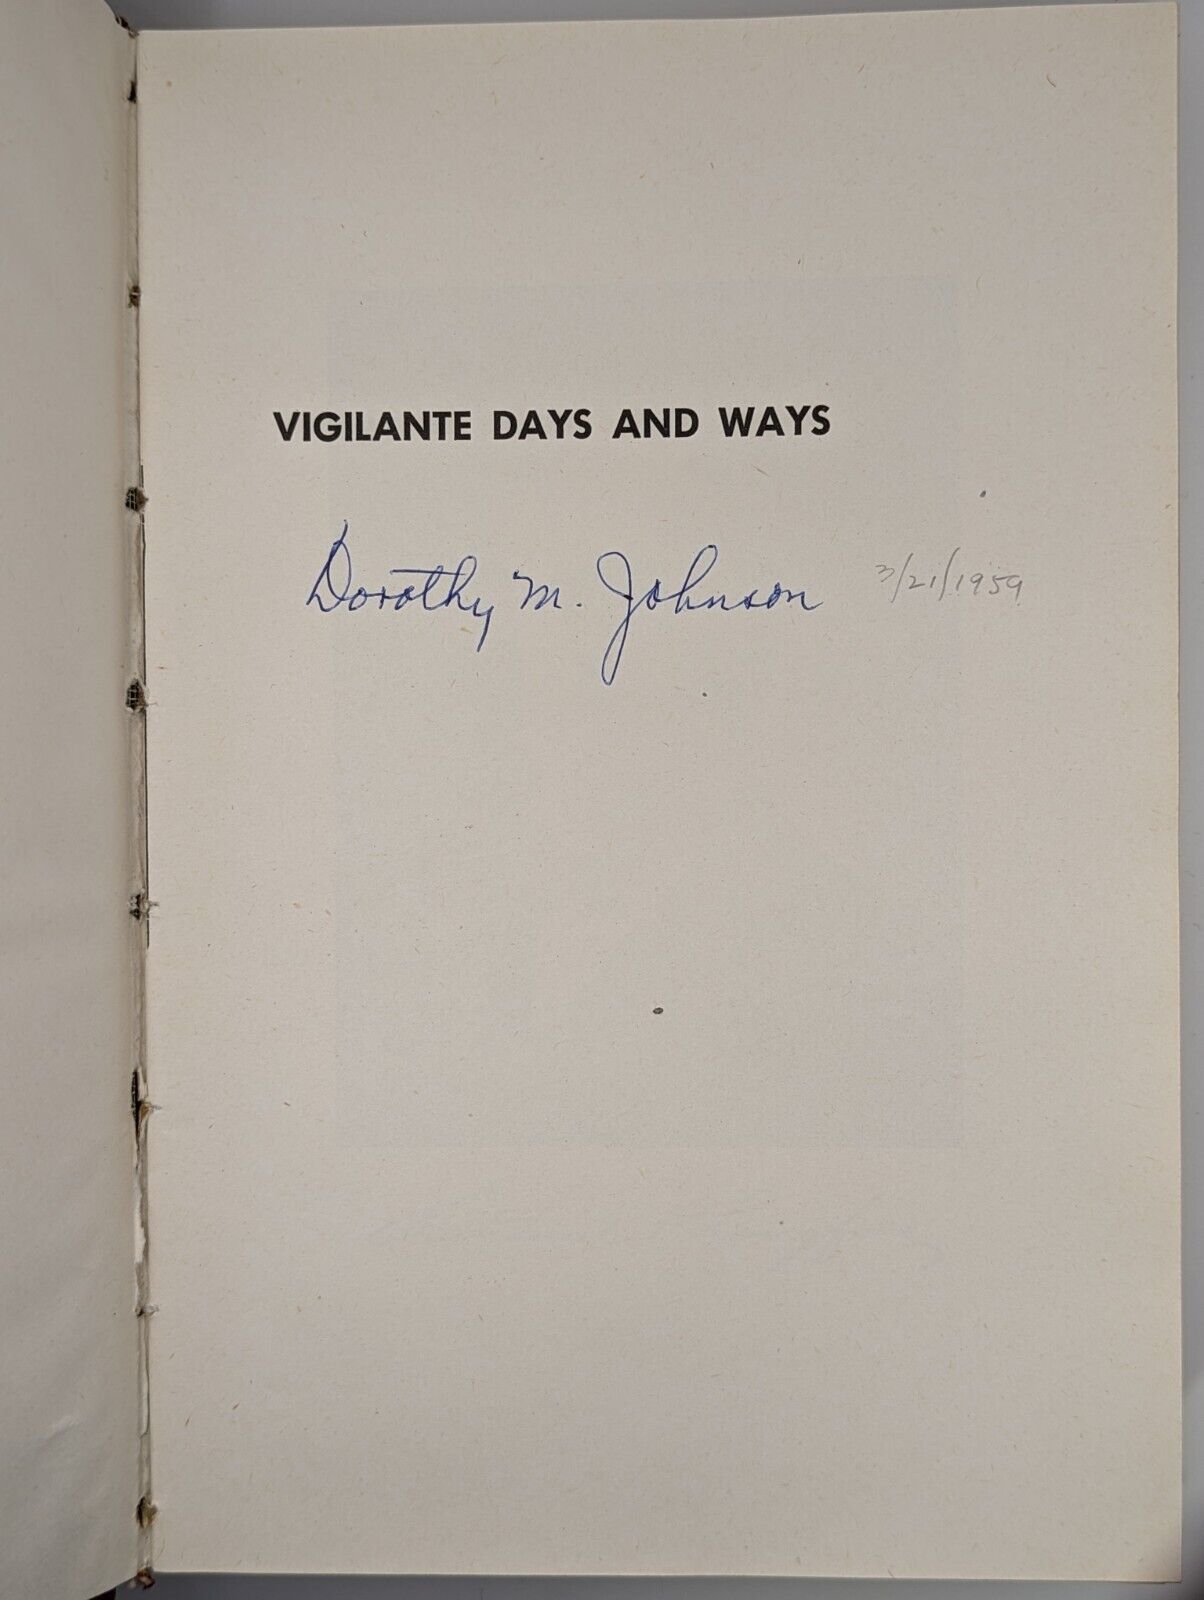 VIGILANTE DAYS AND WAYS
Dorothy M. Johnson 3/21/1959